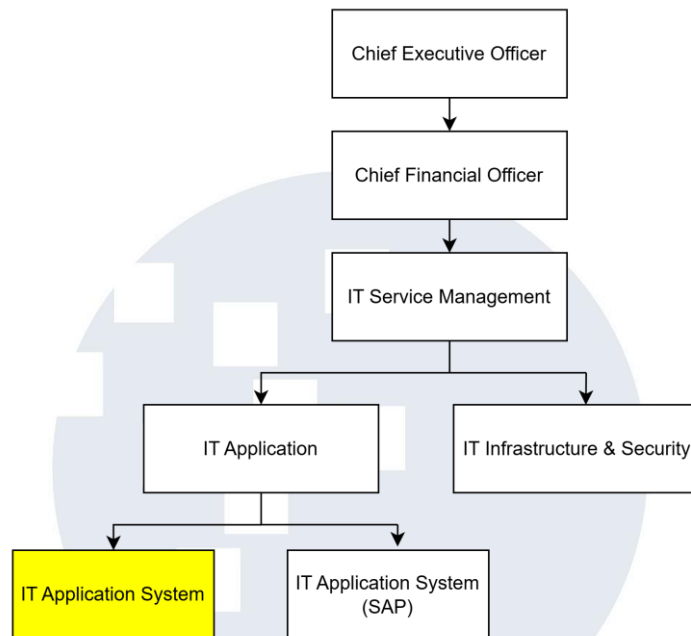 Chief Executive Officer
Chief Financial Officer
IT Service Management
IT Application
IT Infrastructure & Security
IT Application System
IT Application System
(SAP)